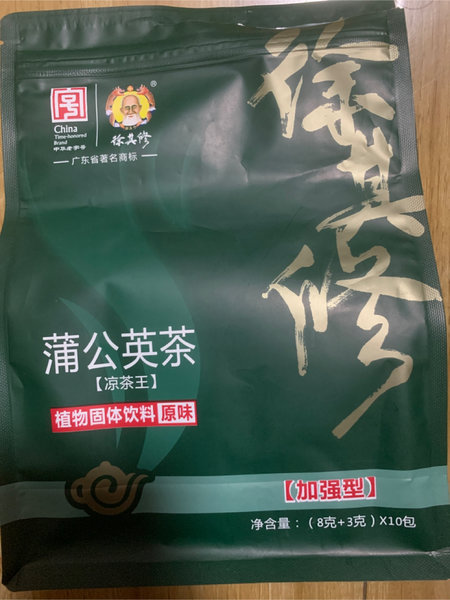 China
Time-honored
Brand
中华老字号
徐其修
®
广东省著名商标
徐其修
蒲公英茶
【凉茶王】
植物固体饮料 原味
【加强型】
净含量:(8克+3克)X10包